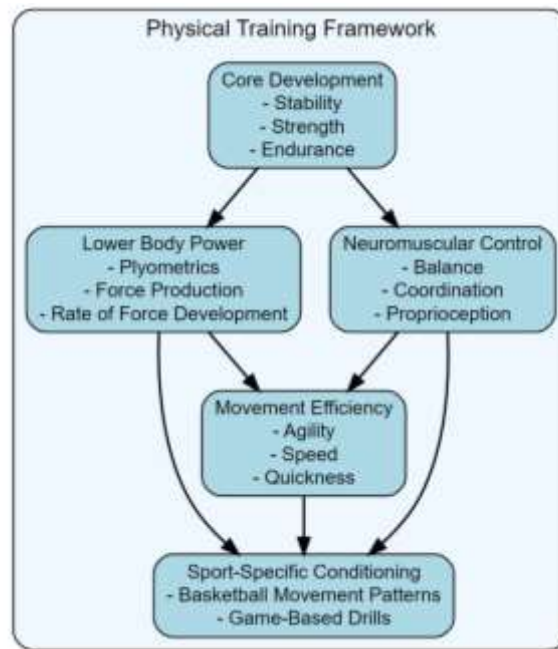 Physical Training Framework
Core Development
- Stability
- Strength
- Endurance
Lower Body Power
- Plyometrics
- Force Production
- Rate of Force Development
Neuromuscular Control
- Balance
- Coordination
- Proprioception
Movement Efficiency
- Agility
- Speed
- Quickness
Sport-Specific Conditioning
- Basketball Movement Patterns
- Game-Based Drills